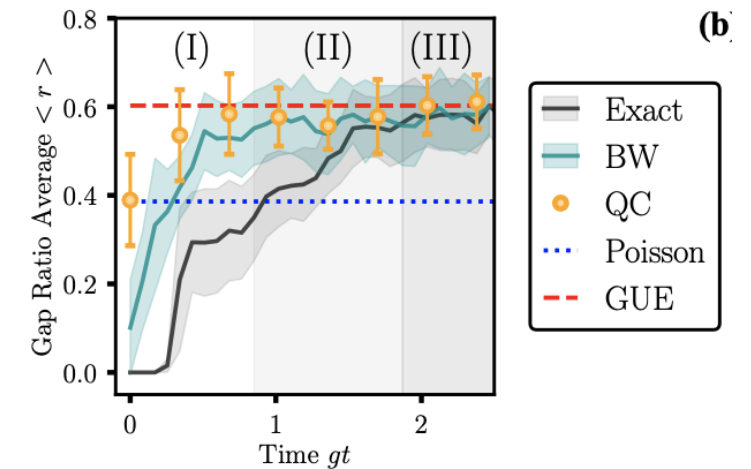 (b)
0.8
(I)
(II)
(III)
0.6
0.4
0.2
0.0
Gap Ratio Average < r >
0
1
2
Time gt
Exact
BW
QC
Poisson
GUE